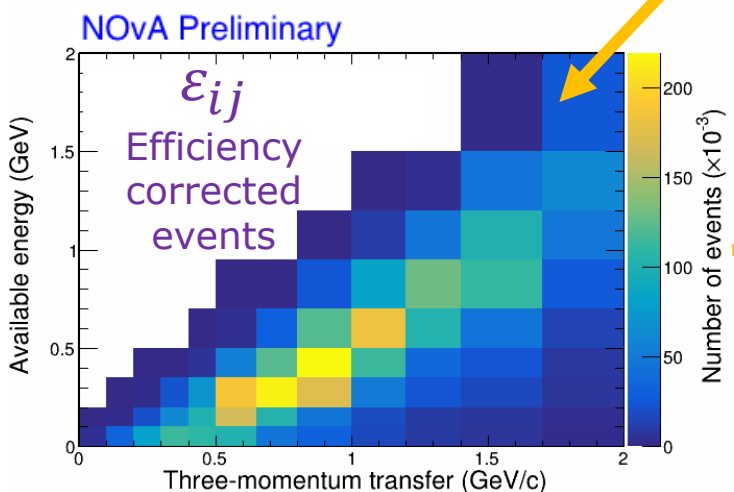 NOvA Preliminary
2
1.5
1
0.5
0
Available energy (GeV)
εij
Efficiency
corrected
events
0
0.5
1
1.5
2
Three-momentum transfer (GeV/c)
200
150
100
50
0
Number of events (×10-3)